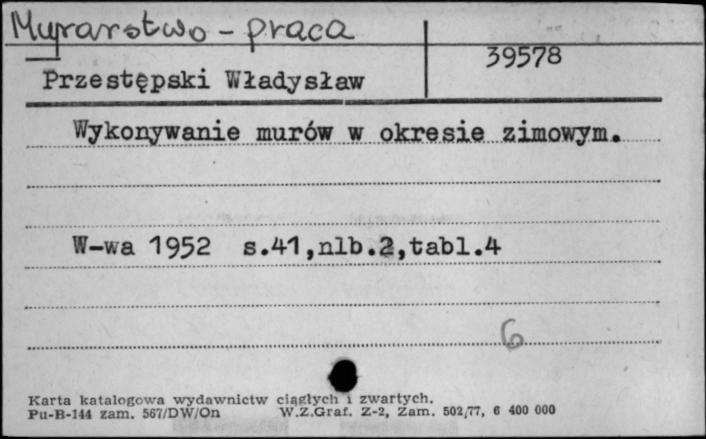 Murarstwo - praca
39578
Przestępski Władysław
Wykonywanie murów w okresie zimowym.
W-wa 1952 s.41,nlb.2,tabl.4
6
Karta katalogowa wydawnictw ciągłych i zwartych.
Pu-B-144 zam. 567/DW/On W.Z.Graf. Z-2, Zam. 502/77, 6 400 000